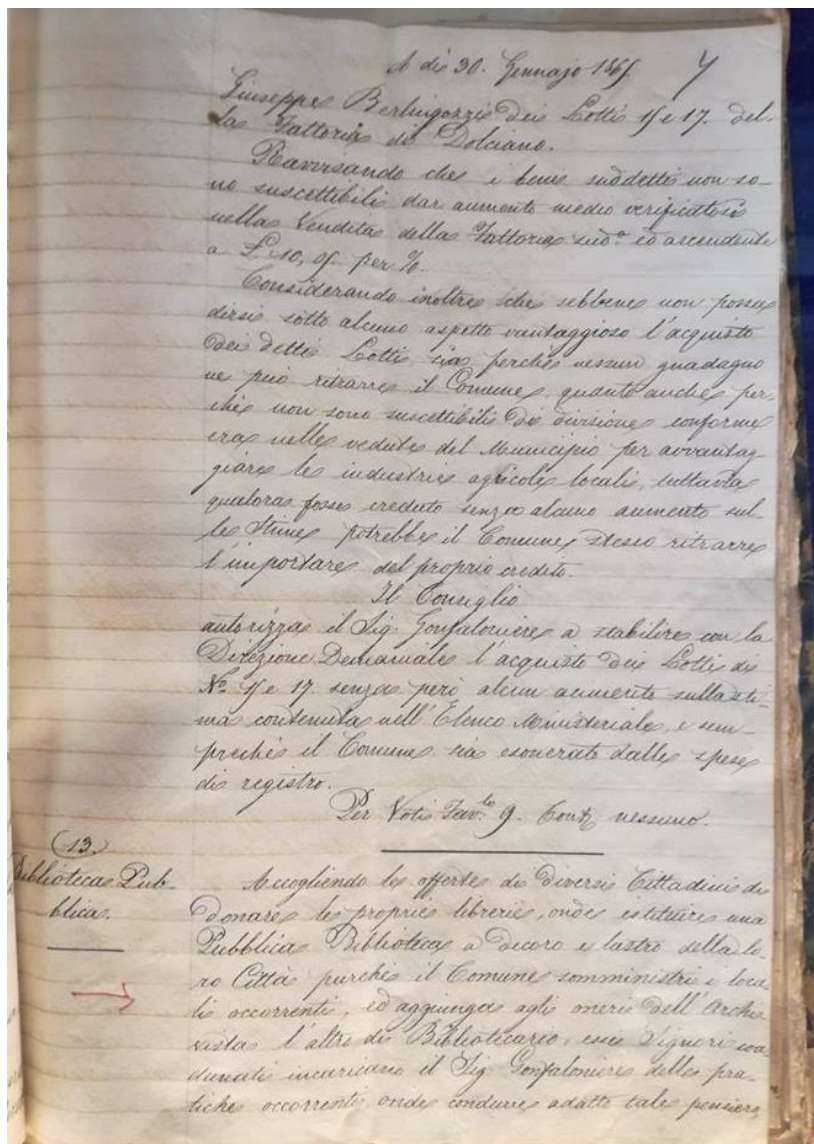 A dì 30. Gennajo 1865.
Giuseppe Berlingozzi dei Lotti 15 e 17. del-
la Fattoria di Dolciano.
Ravvisando che i beni suddetti non so-
no suscettibili dar aumento medio verificatosi
nella Vendita della Fattoria sudª. ed ascendente
a £ 10, 05. per %.
Considerando inoltre che sebbene non possa
dirsi sotto alcuno aspetto vantaggioso l'acquisto
dei detti Lotti, sia perchè nessun guadagno
ne può ritrarre il Comune, quanto anche per-
chè non sono suscettibili di divisione conforme
era nelle vedute del Municipio per avvantag-
giare le industrie agricole locali, tuttavia
qualora fosse creduto senza alcuno aumento sul-
le Stime potrebbe il Comune stesso ritrarre
l'importare del proprio credito.
Il Consiglio
autorizza il Sig. Gonfaloniere a stabilire con la
Direzione Demaniale l'acquisto dei Lotti di
Nº. 15 e 17. senza però alcun aumento sulla sti-
ma contenuta nell'Elenco Ministeriale, e sem-
prechè il Comune sia esonerato dalle spese
di registro.
Per Voti Fav.ⁱ 9. Contr nessuno.
(13.)
Biblioteca Pub-
blica.
Accogliendo le offerte di diversi Cittadini di
donare le proprie librerie, onde istituire una
Pubblica Biblioteca a decoro e lustro della lo-
ro Città purchè il Comune somministri i loca-
li occorrenti, ed aggiunga agli oneri dell'Archi-
vista l'altro di Bibliotecario, essi Signori coa-
dunati incaricano il Sig. Gonfaloniere delle pra-
tiche occorrenti onde condurre adatto tale pensiero,